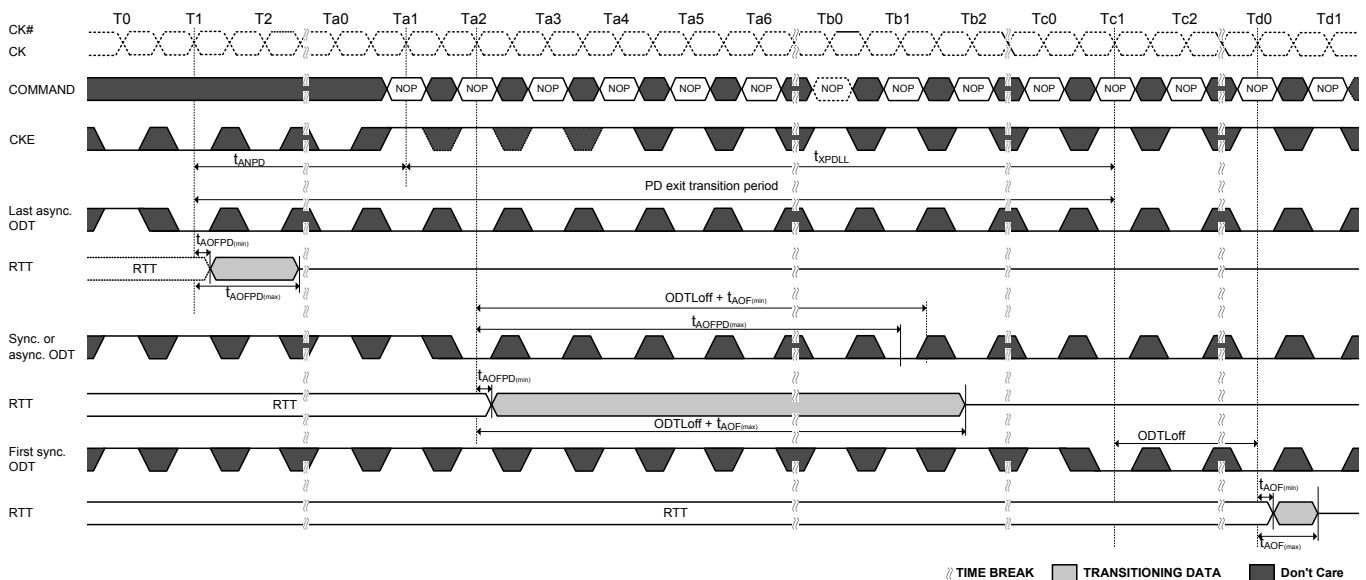 T0 T1 T2 Ta0 Ta1 Ta2 Ta3 Ta4 Ta5 Ta6 Tb0 Tb1 Tb2 Tc0 Tc1 Tc2 Td0 Td1
CK#
CK
COMMAND NOP NOP NOP NOP NOP NOP NOP NOP NOP NOP NOP NOP NOP NOP
CKE
tANPD tXPDLL
PD exit transition period
Last async.
ODT
tAOFPD(min)
RTT RTT
tAOFPD(max)
ODTLoff + tAOF(min)
tAOFPD(max)
Sync. or
async. ODT
tAOFPD(min)
RTT RTT
ODTLoff + tAOF(max)
ODTLoff
First sync.
ODT
tAOF(min)
RTT RTT
tAOF(max)
TIME BREAK TRANSITIONING DATA Don't Care